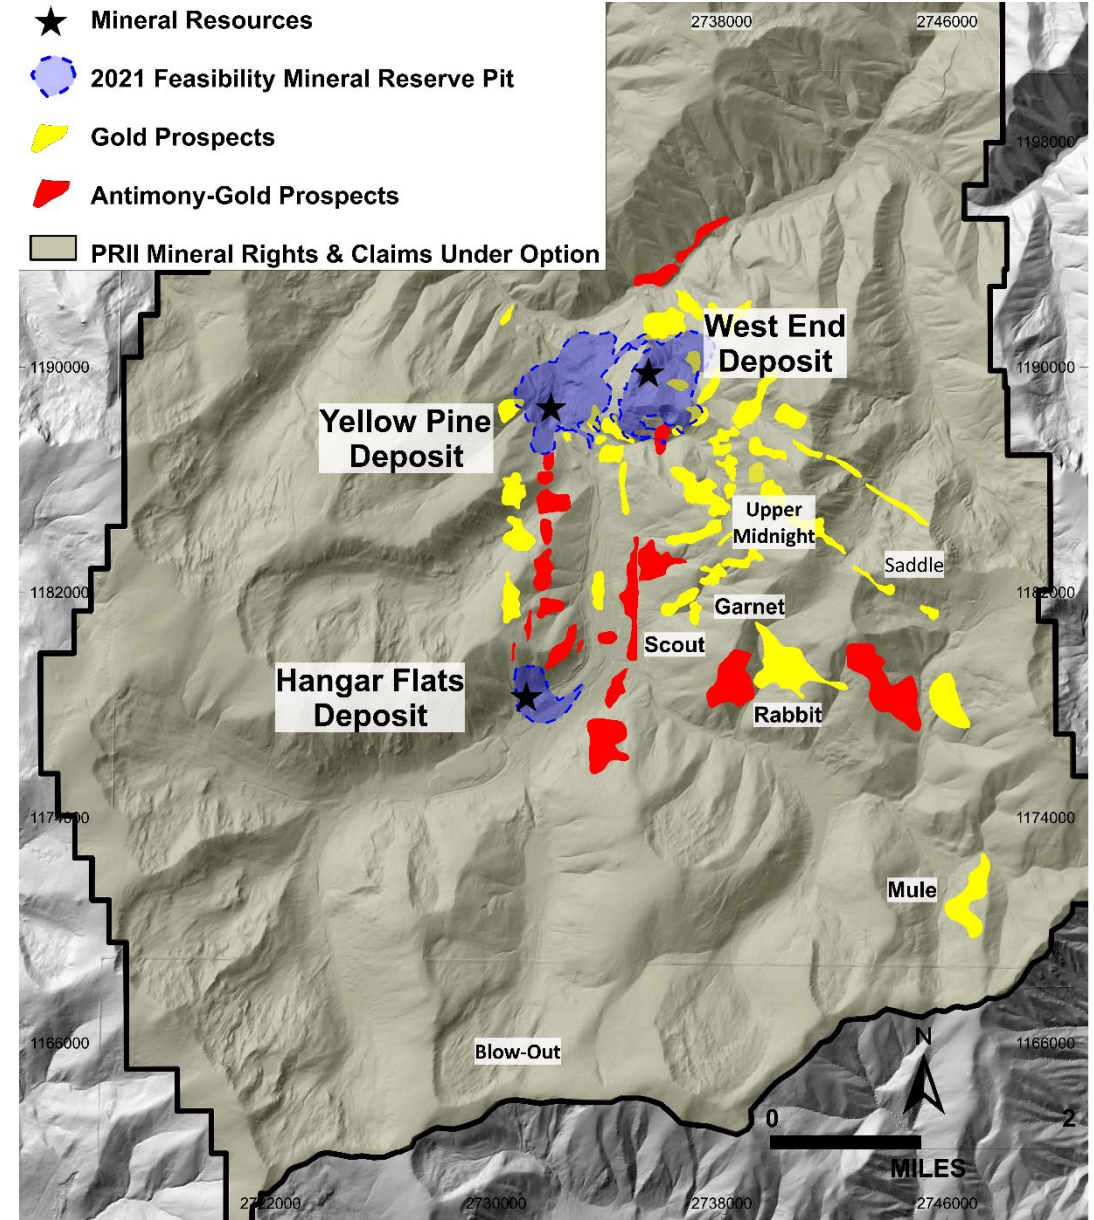 Mineral Resources
2021 Feasibility Mineral Reserve Pit
Gold Prospects
Antimony-Gold Prospects
PRII Mineral Rights & Claims Under Option
2738000
2746000
1198000
West End
Deposit
1190000
1190000
Yellow Pine
Deposit
Upper
Midnight
Saddle
1182000
1182000
Garnet
Scout
Hangar Flats
Deposit
Rabbit
1174000
1174000
Mule
1166000
Blow-Out
N
1166000
0
2
MILES
2722000
2730000
2738000
2746000